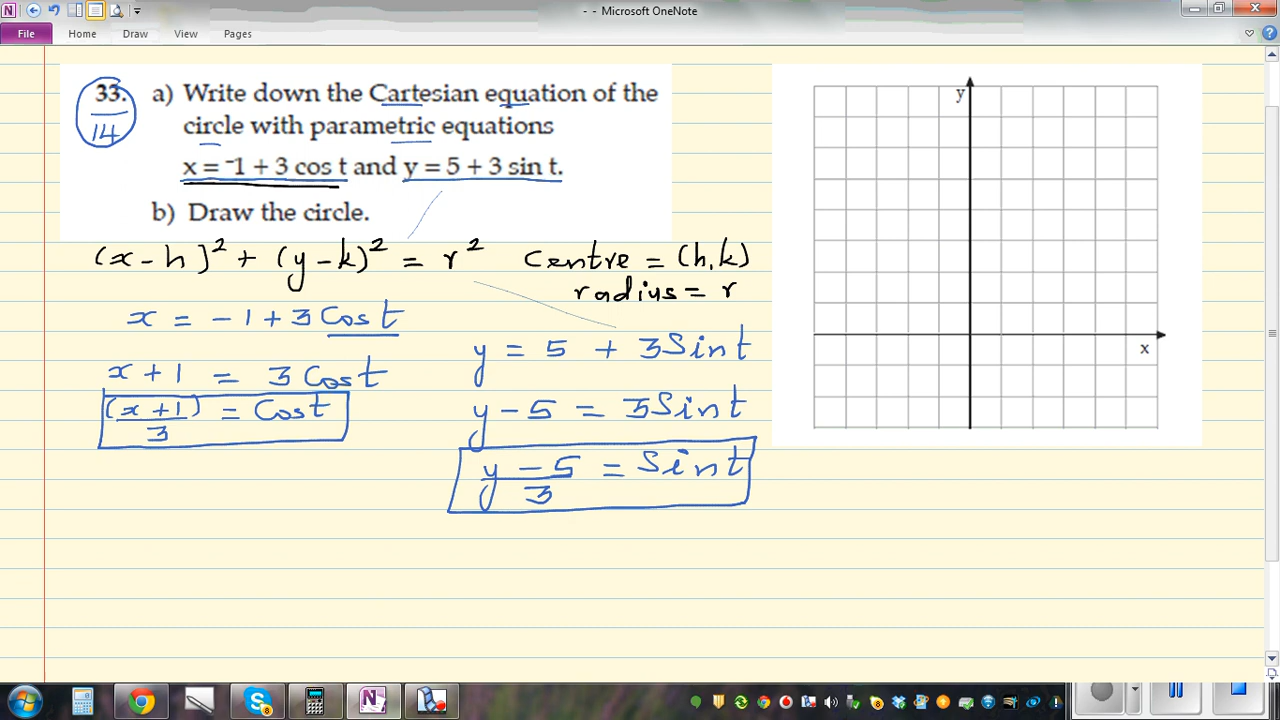 - - Microsoft OneNote
File Home Draw View Pages
33. a) Write down the Cartesian equation of the
14
circle with parametric equations
x = ⁻1 + 3 cos t and y = 5 + 3 sin t.
b) Draw the circle.
(x - h)² + (y - k)² = r² Centre = (h, k)
radius = r
x = - 1 + 3 Cos t
y = 5 + 3 Sin t
x + 1 = 3 Cos t
y - 5 = 3 Sin t
(x + 1)/3 = Cos t
y - 5/3 = Sin t
y
x